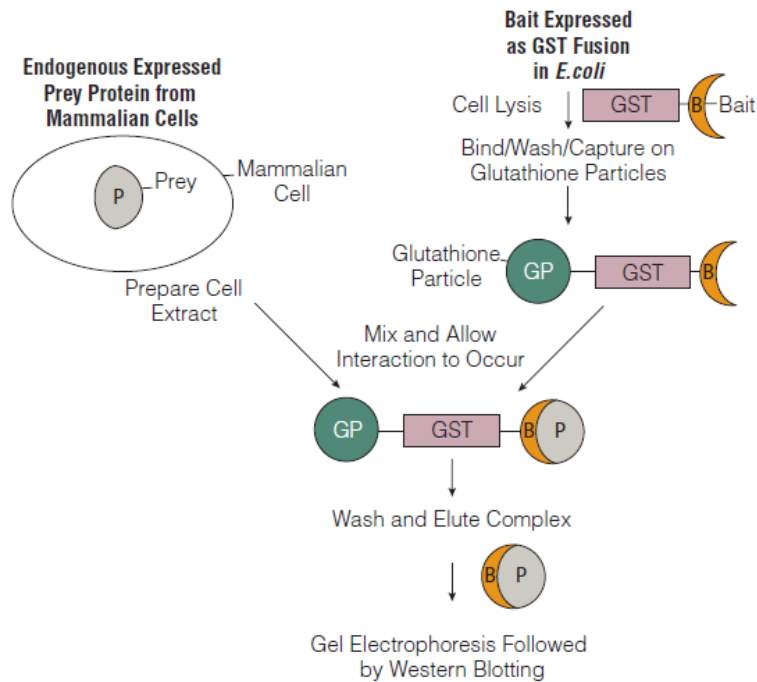 Bait Expressed
as GST Fusion
in E.coli
Endogenous Expressed
Prey Protein from
Mammalian Cells
Cell Lysis
GST
B
Bait
Bind/Wash/Capture on
Glutathione Particles
P
Prey
Mammalian
Cell
Glutathione
Particle
GP
GST
B
Prepare Cell
Extract
Mix and Allow
Interaction to Occur
GP
GST
B
P
Wash and Elute Complex
B
P
Gel Electrophoresis Followed
by Western Blotting